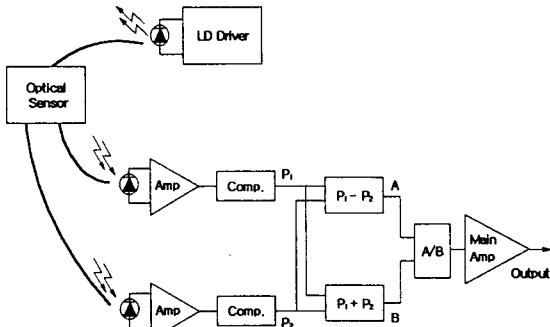 LD Driver
Optical
Sensor
Amp
Comp.
P₁
P₁ − P₂
A
A/B
Main
Amp
Output
Amp
Comp.
P₂
P₁ + P₂
B